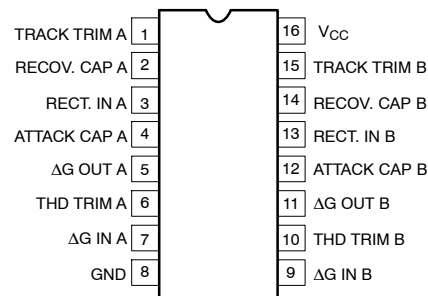 TRACK TRIM A 1 16 VCC
RECOV. CAP A 2 15 TRACK TRIM B
RECT. IN A 3 14 RECOV. CAP B
ATTACK CAP A 4 13 RECT. IN B
ΔG OUT A 5 12 ATTACK CAP B
THD TRIM A 6 11 ΔG OUT B
ΔG IN A 7 10 THD TRIM B
GND 8 9 ΔG IN B